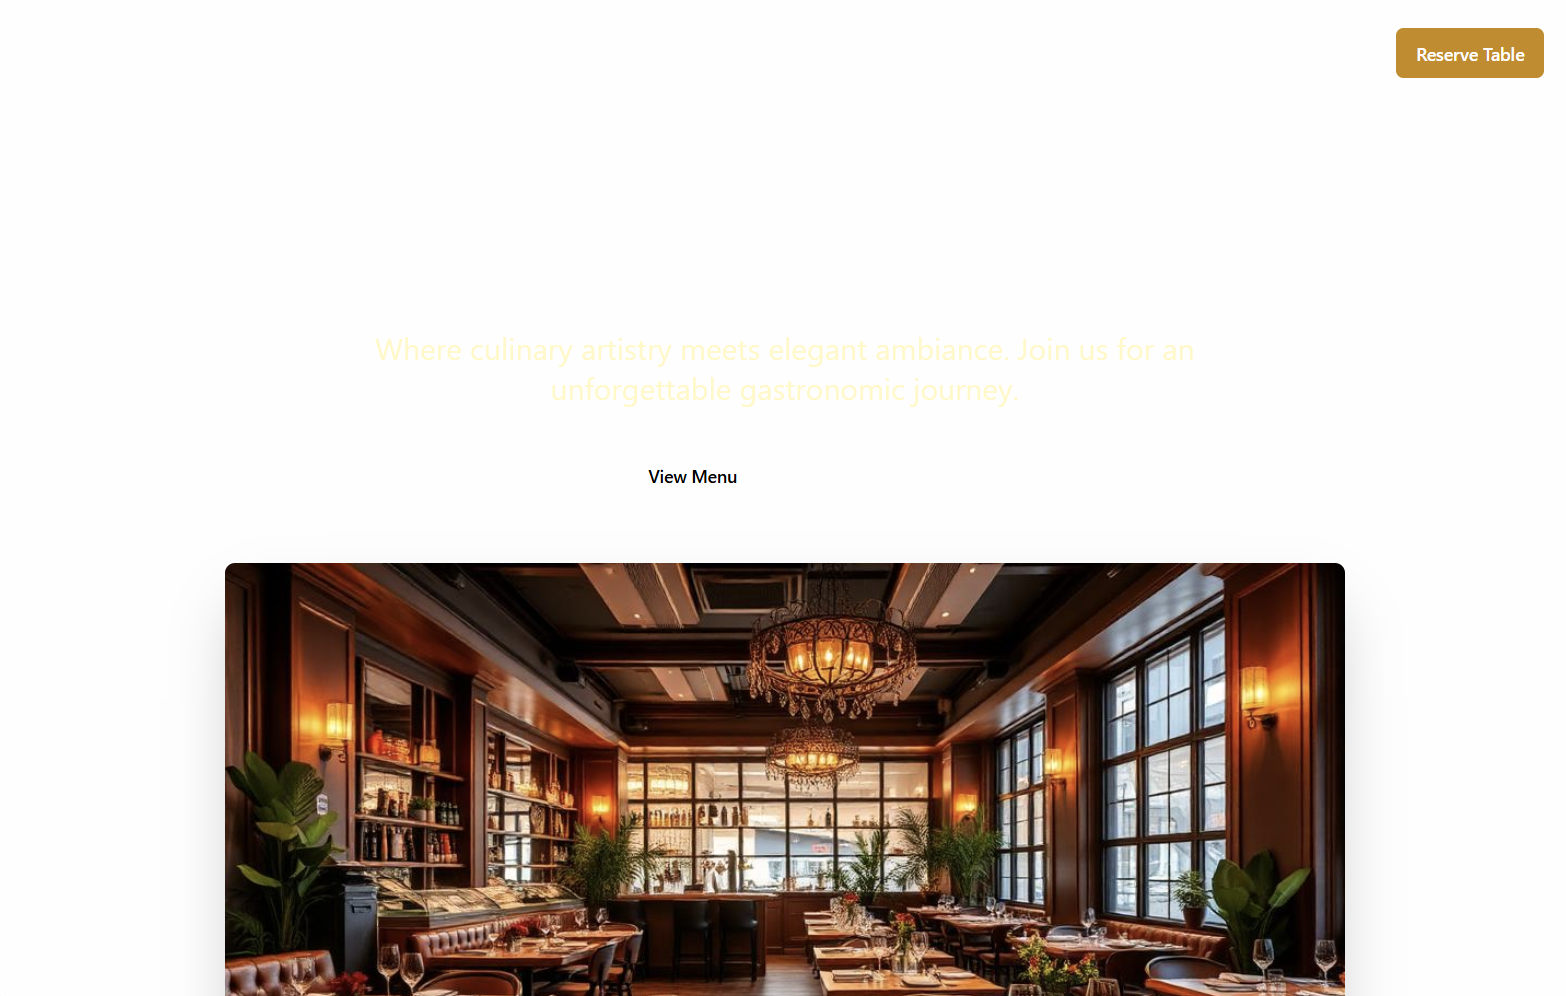 Reserve Table
Where culinary artistry meets elegant ambiance. Join us for an
unforgettable gastronomic journey.
View Menu